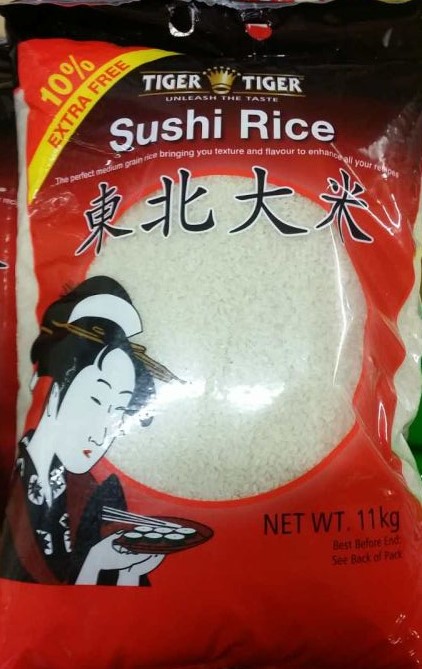 10%
EXTRA FREE
TIGER TIGER
UNLEASH THE TASTE
Sushi Rice
The perfect medium grain rice bringing you texture and flavour to enhance all your recipes
東北大米
NET WT. 11kg
Best Before End:
See Back of Pack